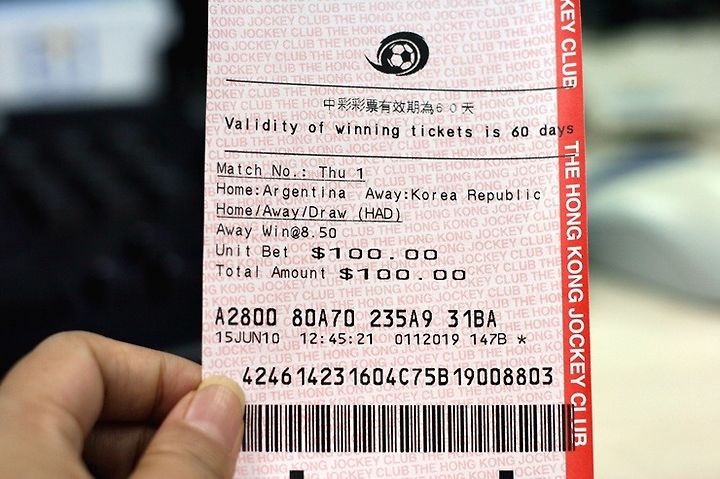 中彩彩票有效期為60天
Validity of winning tickets is 60 days
Match No.: Thu 1
Home:Argentina Away:Korea Republic
Home/Away/Draw (HAD)
Away Win@8.50
Unit Bet $100.00
Total Amount $100.00
A2800 80A70 235A9 31BA
15JUN10 12:45:21 0112019 147B *
424614231604C75B19008803
KEY CLUB THE HONG KONG JOCKEY CLUB